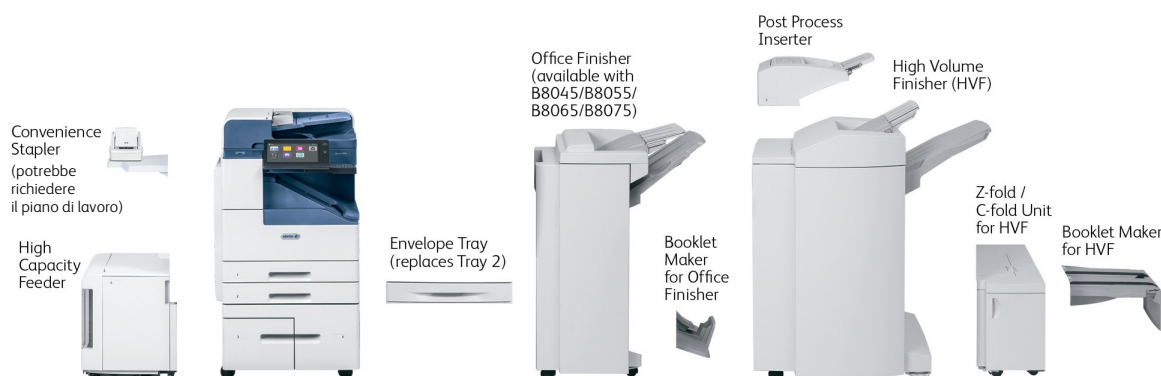 Convenience
Stapler
(potrebbe
richiedere
il piano di lavoro)
High
Capacity
Feeder
Envelope Tray
(replaces Tray 2)
Office Finisher
(available with
B8045/B8055/
B8065/B8075)
Booklet
Maker
for Office
Finisher
Post Process
Inserter
High Volume
Finisher (HVF)
Z-fold /
C-fold Unit
for HVF
Booklet Maker
for HVF